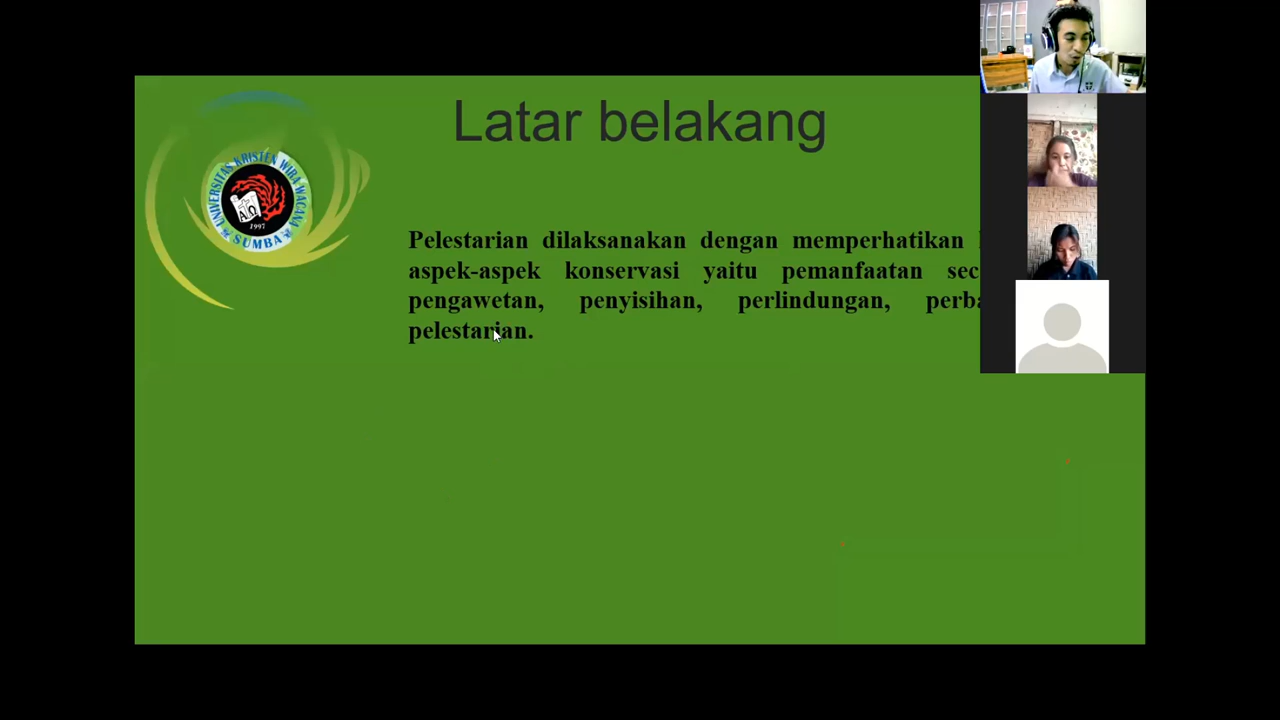 Latar belakang
UNIVERSITAS KRISTEN WIRA WACANA
ΑΩ
1997
SUMBA
Pelestarian dilaksanakan dengan memperhatikan
aspek-aspek konservasi yaitu pemanfaatan
pengawetan, penyisihan, perlindungan,
pelestarian.